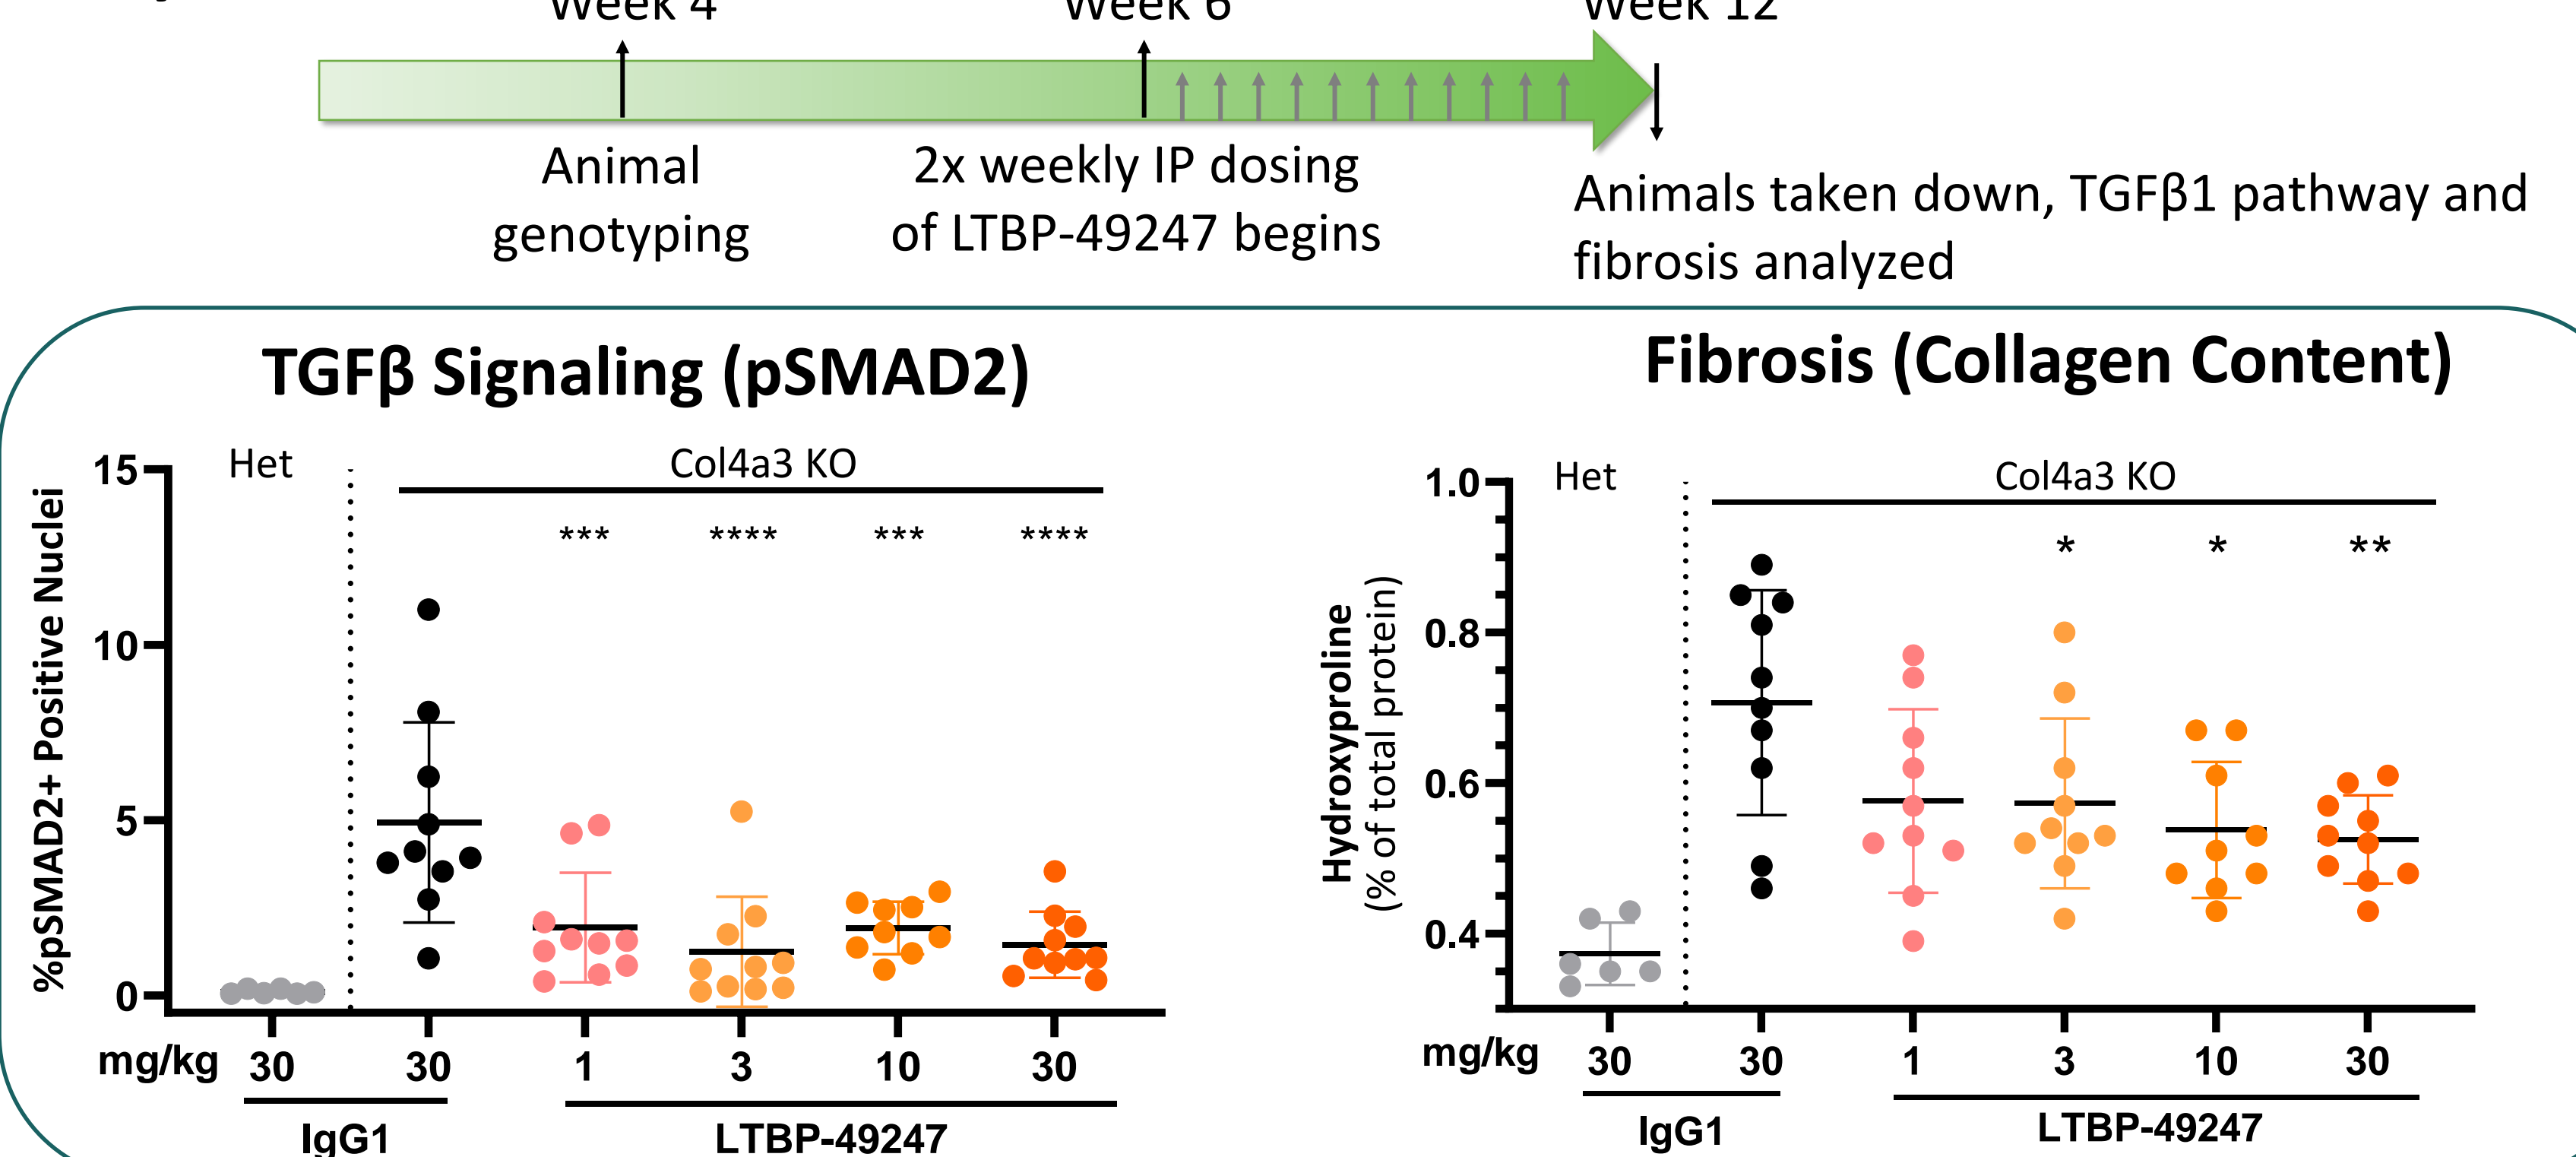 Week 4
Week 6
Week 12
Animal
genotyping
2x weekly IP dosing
of LTBP-49247 begins
Animals taken down, TGFβ1 pathway and
fibrosis analyzed
TGFβ Signaling (pSMAD2)
%pSMAD2+ Positive Nuclei
15
10
5
0
Het
Col4a3 KO
*** **** *** ****
mg/kg 30 30 1 3 10 30
IgG1 LTBP-49247
Fibrosis (Collagen Content)
Hydroxyproline
(% of total protein)
1.0
0.8
0.6
0.4
Het
Col4a3 KO
* * **
mg/kg 30 30 1 3 10 30
IgG1 LTBP-49247